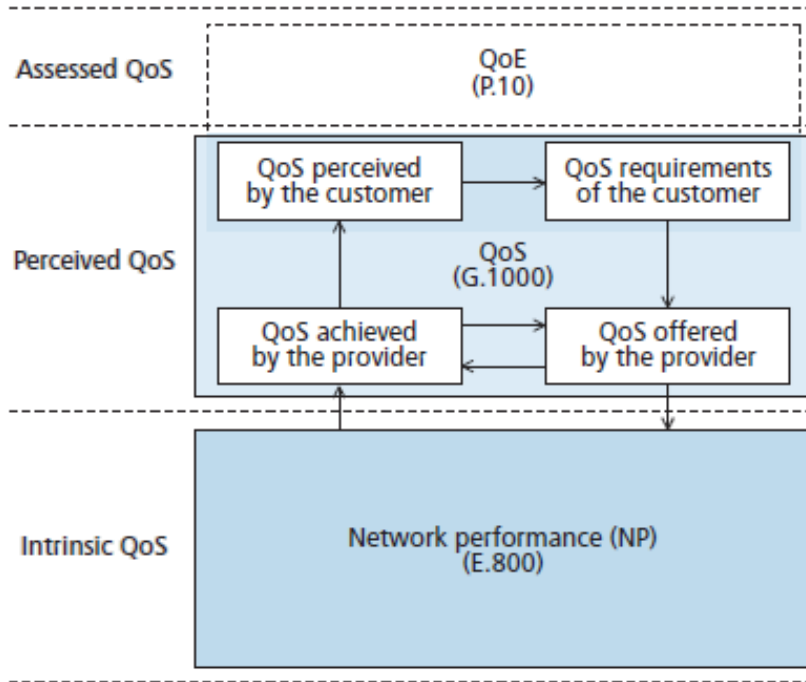 Assessed QoS
QoE
(P.10)
Perceived QoS
QoS perceived
by the customer
QoS requirements
of the customer
QoS
(G.1000)
QoS achieved
by the provider
QoS offered
by the provider
Intrinsic QoS
Network performance (NP)
(E.800)